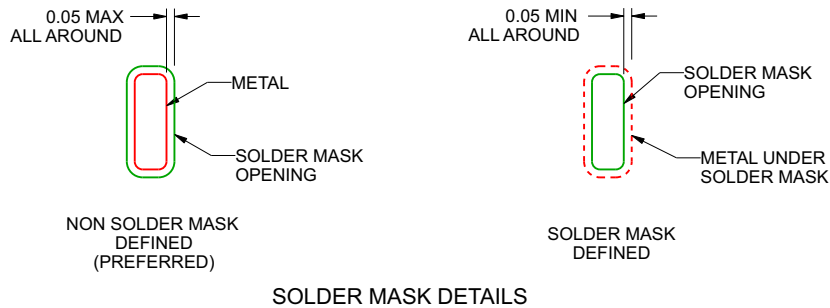 0.05 MAX
ALL AROUND
METAL
SOLDER MASK
OPENING
NON SOLDER MASK
DEFINED
(PREFERRED)
0.05 MIN
ALL AROUND
SOLDER MASK
OPENING
METAL UNDER
SOLDER MASK
SOLDER MASK
DEFINED
SOLDER MASK DETAILS